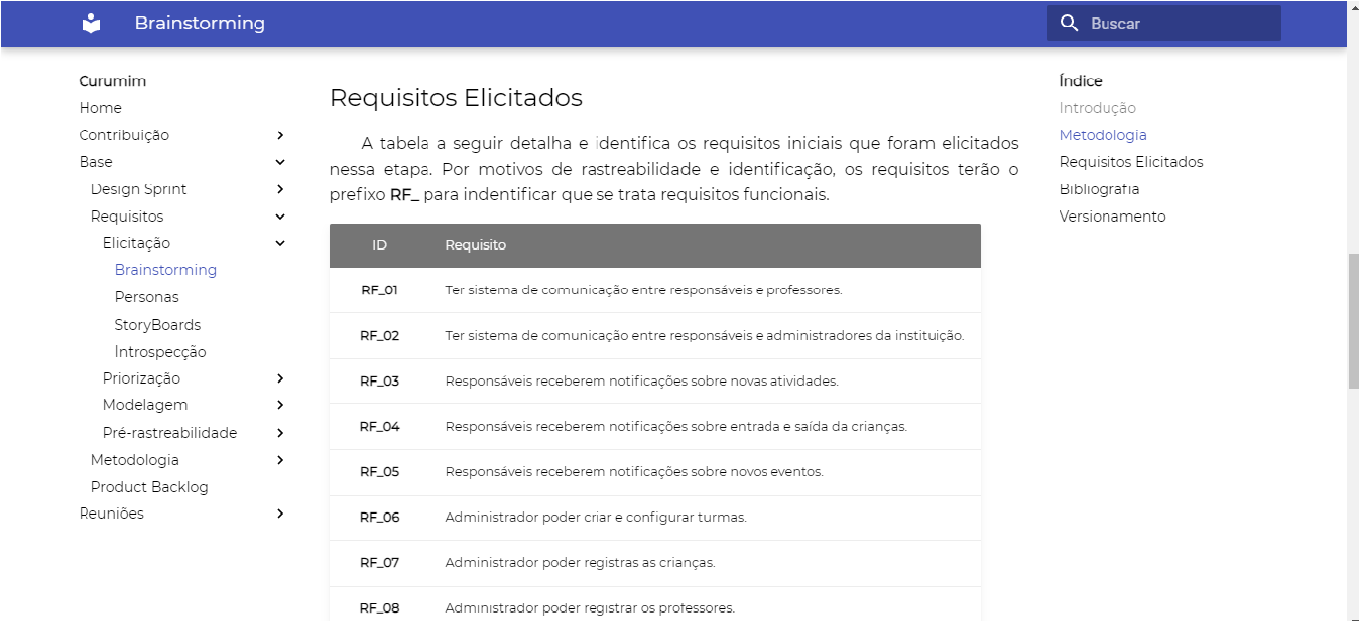 Brainstorming
Buscar
Curumim
Home
Contribuição
Base
Design Sprint
Requisitos
Elicitação
Brainstorming
Personas
StoryBoards
Introspecção
Priorização
Modelagem
Pré-rastreabilidade
Metodologia
Product Backlog
Reuniões
Requisitos Elicitados
A tabela a seguir detalha e identifica os requisitos iniciais que foram elicitados
nessa etapa. Por motivos de rastreabilidade e identificação, os requisitos terão o
prefixo RF_ para indentificar que se trata requisitos funcionais.
ID Requisito
RF_01 Ter sistema de comunicação entre responsáveis e professores.
RF_02 Ter sistema de comunicação entre responsáveis e administradores da instituição.
RF_03 Responsáveis receberem notificações sobre novas atividades.
RF_04 Responsáveis receberem notificações sobre entrada e saída da crianças.
RF_05 Responsáveis receberem notificações sobre novos eventos.
RF_06 Administrador poder criar e configurar turmas.
RF_07 Administrador poder registras as crianças.
RF_08 Administrador poder registrar os professores.
Índice
Introdução
Metodologia
Requisitos Elicitados
Bibliografia
Versionamento